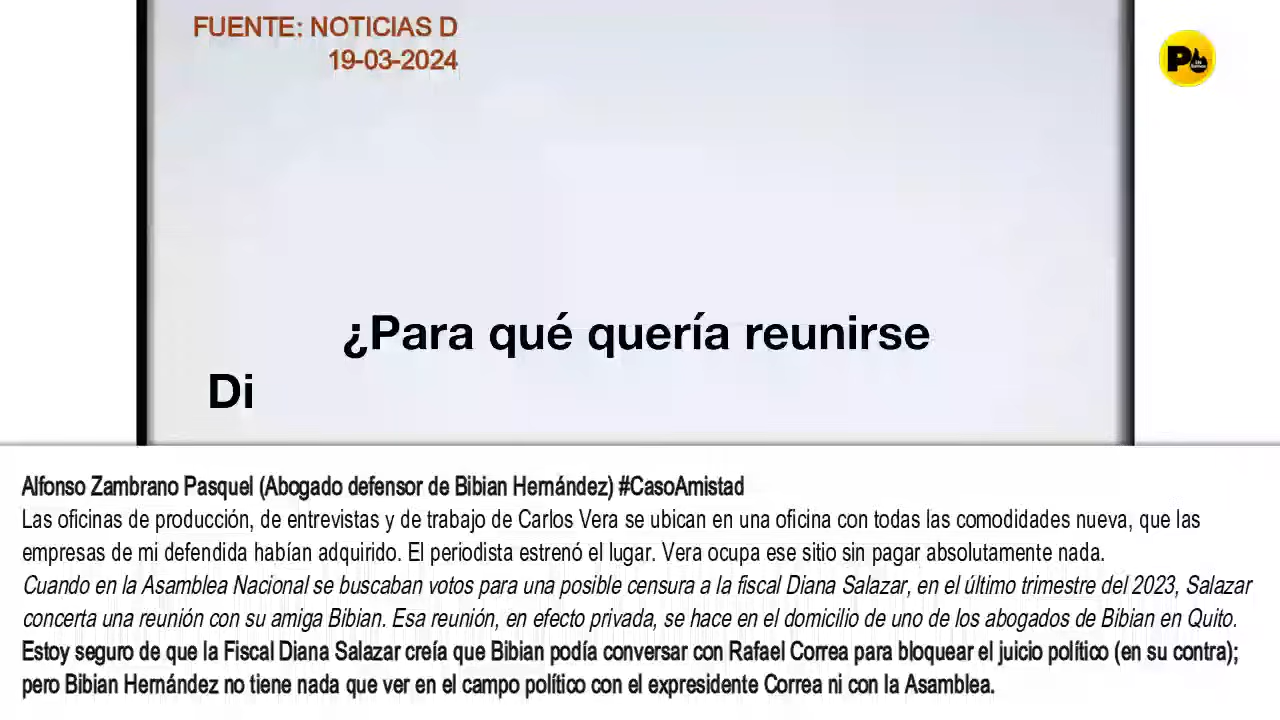 FUENTE: NOTICIAS D
19-03-2024
P
¿Para qué quería reunirse
Di
Alfonso Zambrano Pasquel (Abogado defensor de Bibian Hernández) #CasoAmistad
Las oficinas de producción, de entrevistas y de trabajo de Carlos Vera se ubican en una oficina con todas las comodidades nueva, que las
empresas de mi defendida habían adquirido. El periodista estrenó el lugar. Vera ocupa ese sitio sin pagar absolutamente nada.
Cuando en la Asamblea Nacional se buscaban votos para una posible censura a la fiscal Diana Salazar, en el último trimestre del 2023, Salazar
concerta una reunión con su amiga Bibian. Esa reunión, en efecto privada, se hace en el domicilio de uno de los abogados de Bibian en Quito.
Estoy seguro de que la Fiscal Diana Salazar creía que Bibian podía conversar con Rafael Correa para bloquear el juicio político (en su contra);
pero Bibian Hernández no tiene nada que ver en el campo político con el expresidente Correa ni con la Asamblea.